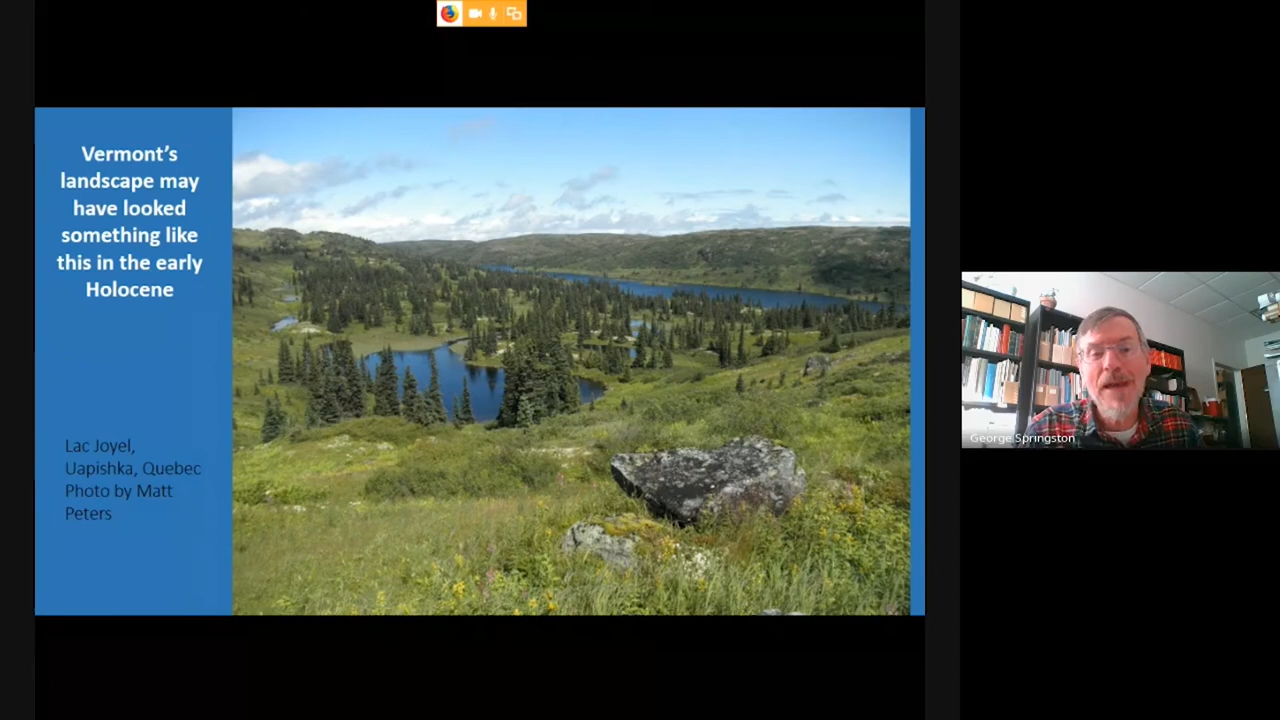 Vermont's
landscape may
have looked
something like
this in the early
Holocene
Lac Joyel,
Uapishka, Quebec
Photo by Matt
Peters
George Springston